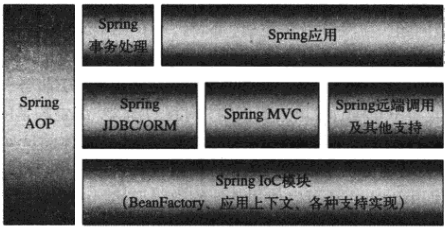 Spring
事务处理
Spring应用
Spring
AOP
Spring
JDBC/ORM
Spring MVC
Spring远端调用
及其他支持
Spring IoC模块
（BeanFactory、应用上下文、各种支持实现）